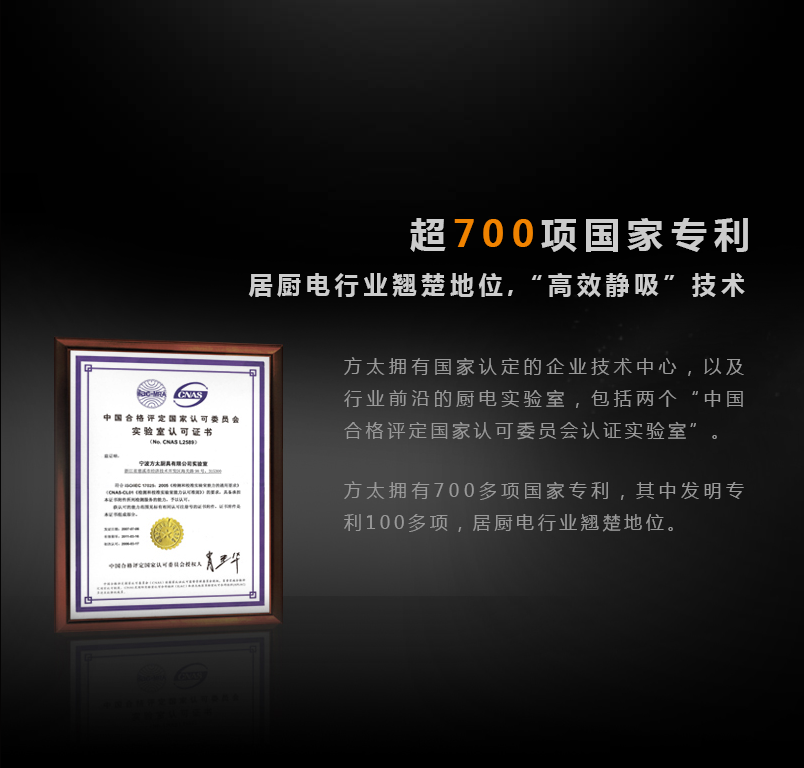 超700项国家专利
居厨电行业翘楚地位,“高效静吸”技术
方太拥有国家认定的企业技术中心，以及
行业前沿的厨电实验室，包括两个“中国
合格评定国家认可委员会认证实验室”。
方太拥有700多项国家专利，其中发明专
利100多项，居厨电行业翘楚地位。
ilac-MRA
CNAS
中国合格评定国家认可委员会
实验室认可证书
(No. CNAS L2589)
兹证明：
宁波方太厨具有限公司实验室
中国合格评定国家认可委员会授权人